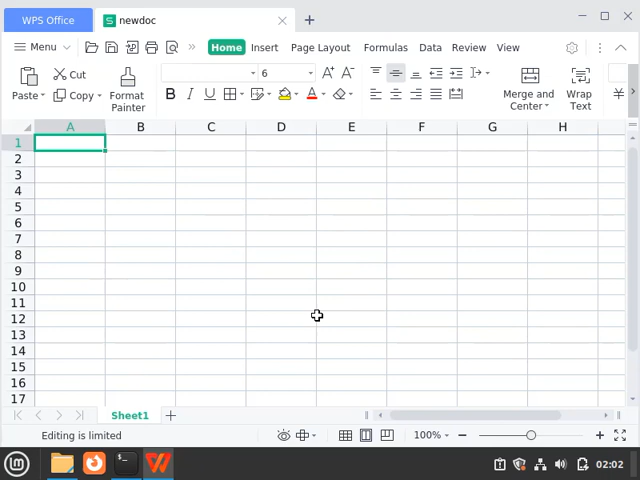 WPS Office
newdoc
Menu
Home
Insert
Page Layout
Formulas
Data
Review
View
Paste
Cut
Copy
Format Painter
6
A+ A-
B I U A
Merge and Center
Wrap Text
¥
A B C D E F G H
1
2
3
4
5
6
7
8
9
10
11
12
13
14
15
16
17
Sheet1
Editing is limited
100%
02:02